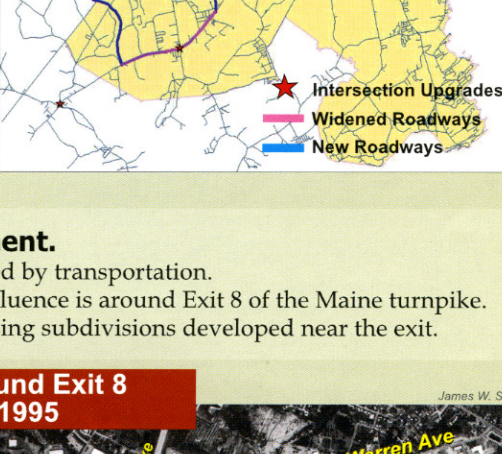 Intersection Upgrades
Widened Roadways
New Roadways
ent.
d by transportation.
luence is around Exit 8 of the Maine turnpike.
ing subdivisions developed near the exit.
und Exit 8
1995
James W. S
e
Warren Ave